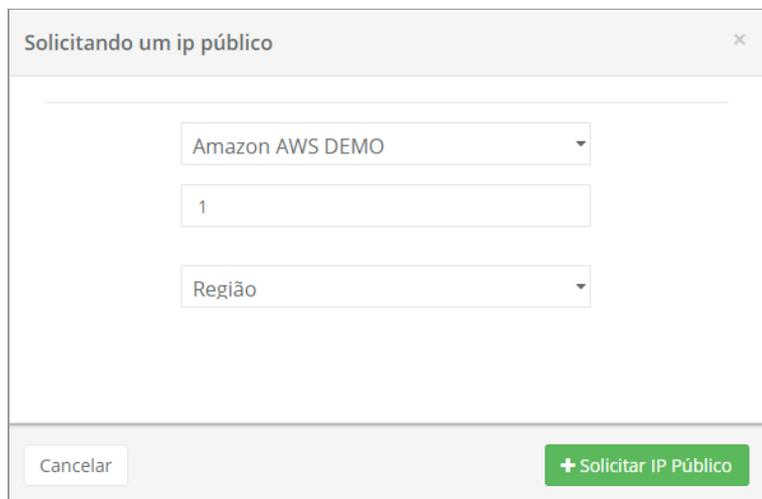 Solicitando um ip público
×
Amazon AWS DEMO
1
Região
Cancelar
+ Solicitar IP Público